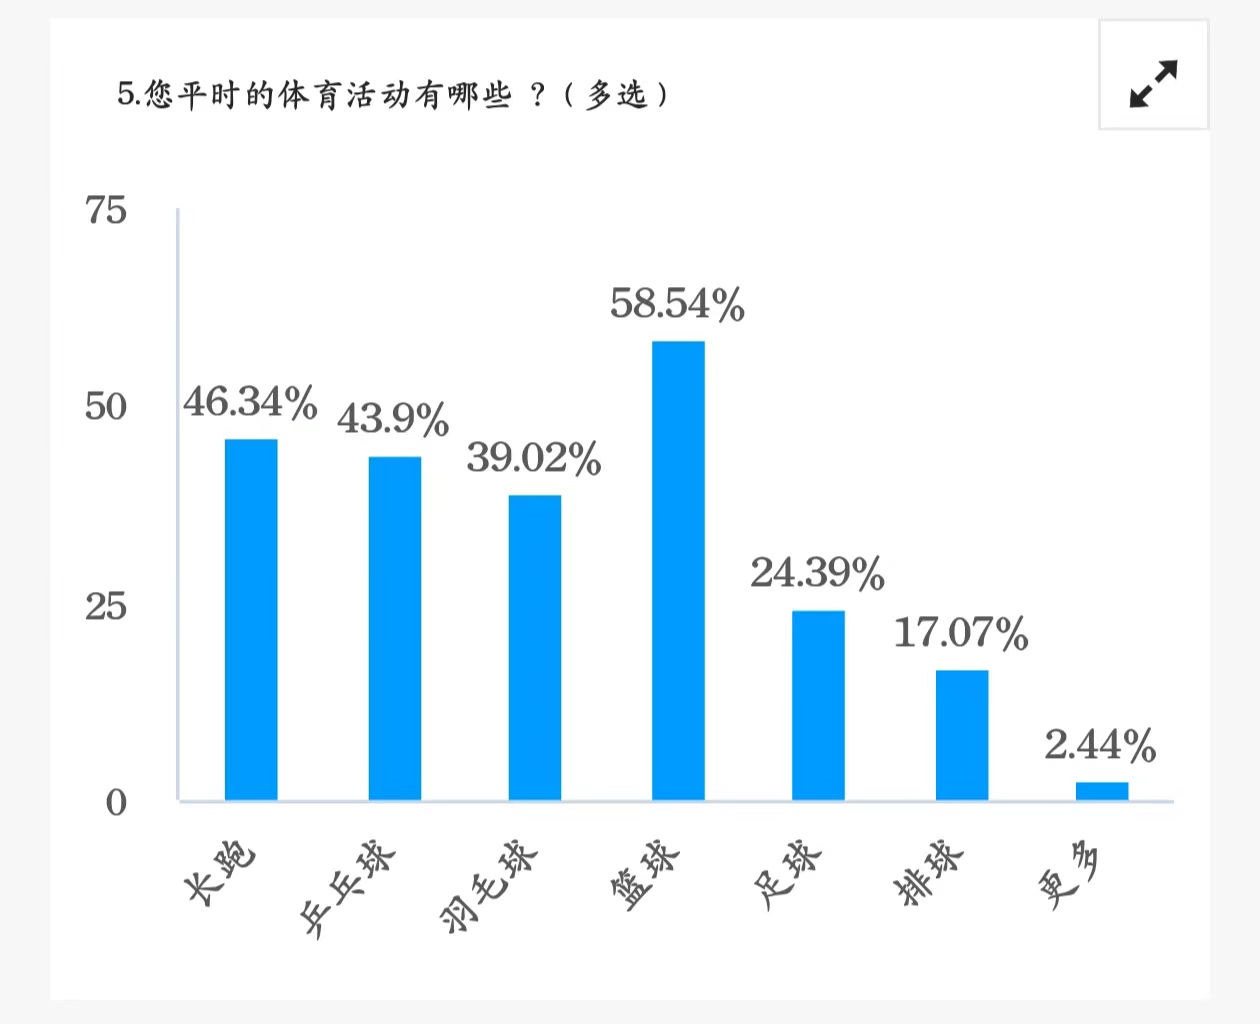 5.您平时的体育活动有哪些 ？（多选）
75
50
25
0
46.34%
43.9%
39.02%
58.54%
24.39%
17.07%
2.44%
长跑
乒乓球
羽毛球
篮球
足球
排球
更多